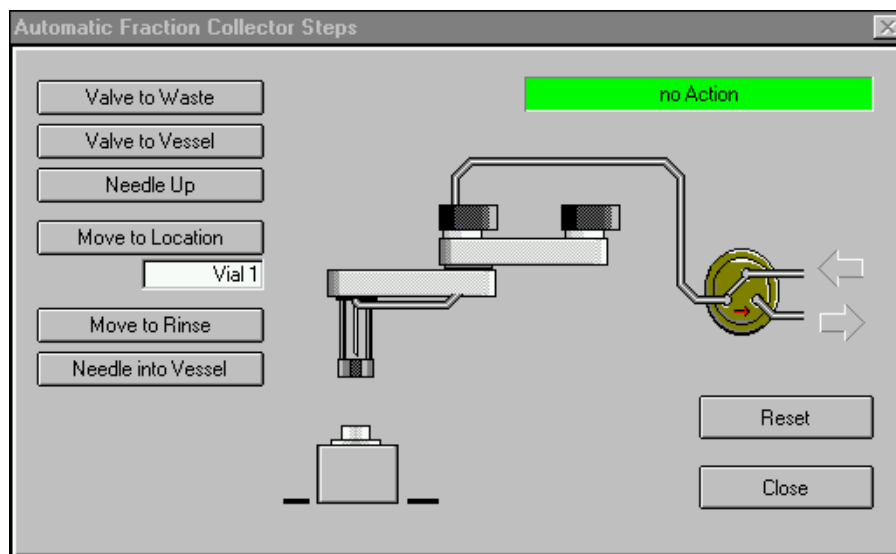 Automatic Fraction Collector Steps
Valve to Waste
no Action
Valve to Vessel
Needle Up
Move to Location
Vial 1
Move to Rinse
Needle into Vessel
Reset
Close